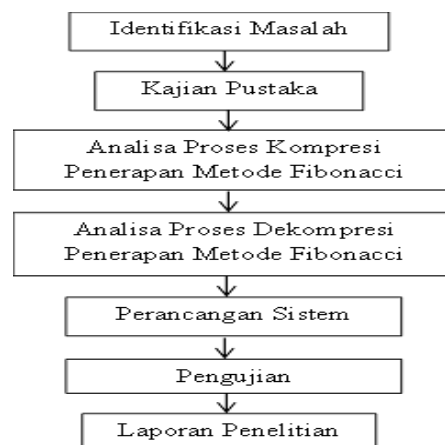 Identifikasi Masalah
Kajian Pustaka
Analisa Proses Kompresi
Penerapan Metode Fibonacci
Analisa Proses Dekompresi
Penerapan Metode Fibonacci
Perancangan Sistem
Pengujian
Laporan Penelitian